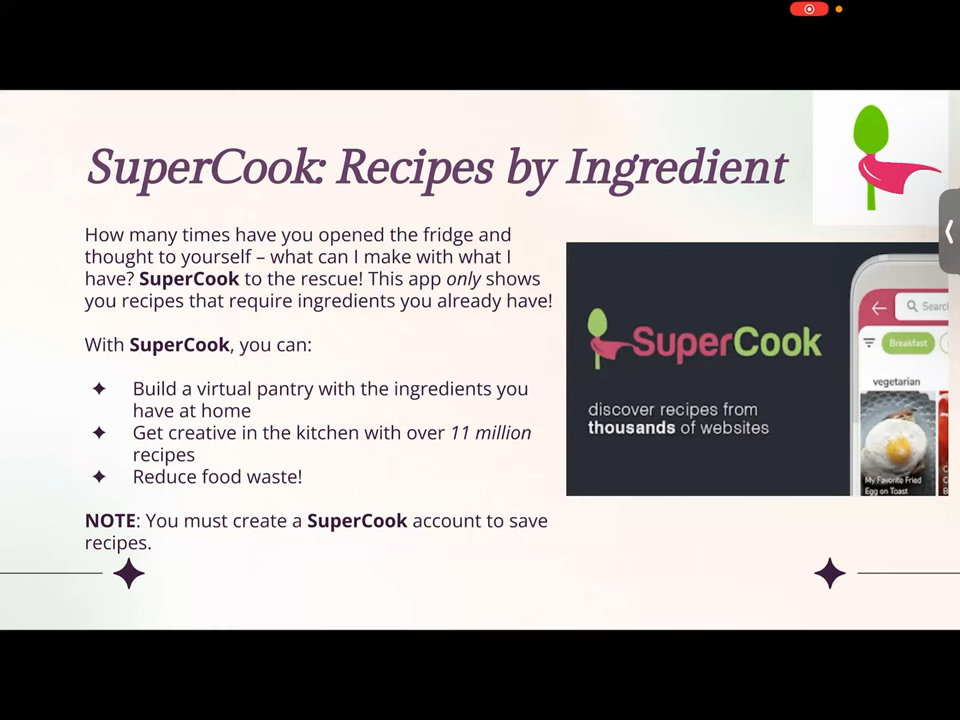 SuperCook: Recipes by Ingredient
How many times have you opened the fridge and
thought to yourself – what can I make with what I
have? SuperCook to the rescue! This app only shows
you recipes that require ingredients you already have!
With SuperCook, you can:
Build a virtual pantry with the ingredients you
have at home
Get creative in the kitchen with over 11 million
recipes
Reduce food waste!
NOTE: You must create a SuperCook account to save
recipes.
SuperCook
discover recipes from
thousands of websites
Searc
Breakfast
vegetarian
My Favorite Fried
Egg on Toast